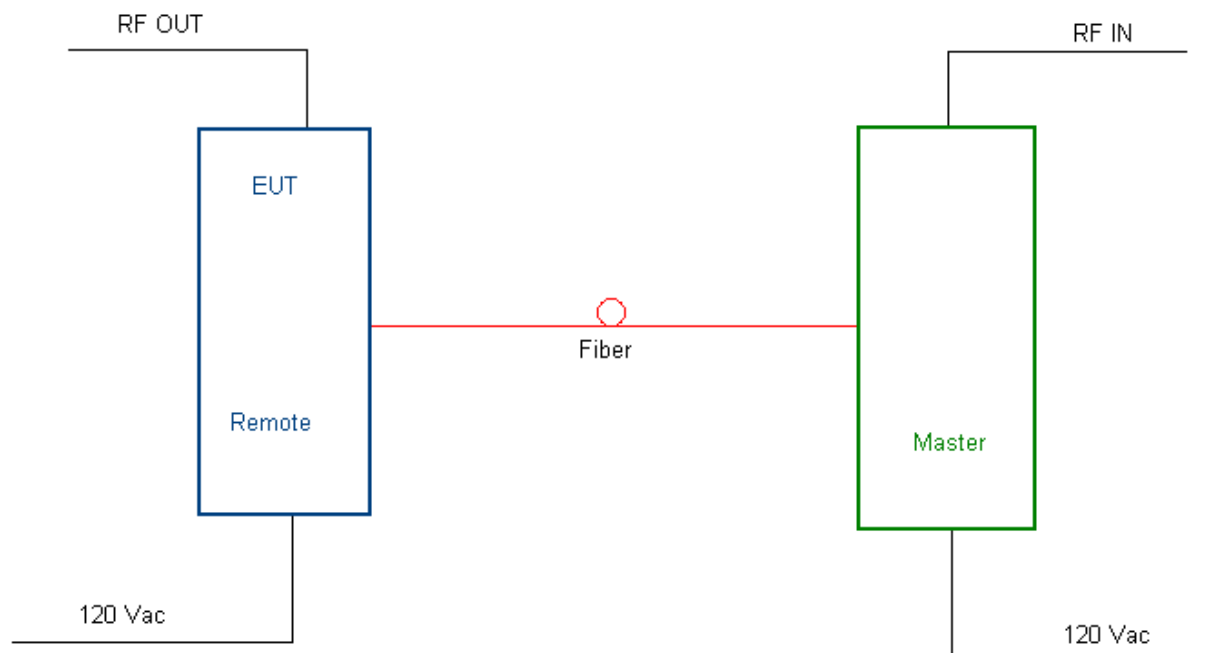 RF OUT
RF IN
EUT
Fiber
Remote
Master
120 Vac
120 Vac